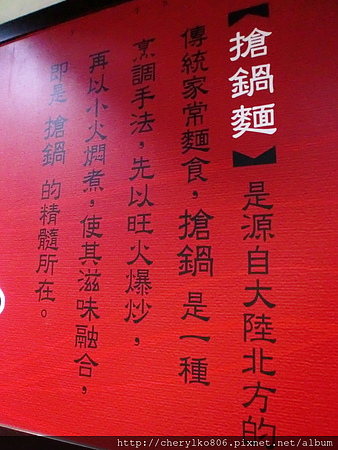 【搶鍋麵】是源自大陸北方的
傳統家常麵食，搶鍋 是一種
烹調手法，先以旺火爆炒，
再以小火燜煮，使其滋味融合，
即是 搶鍋 的精髓所在。
http://cherylko806.pixnet.net/album